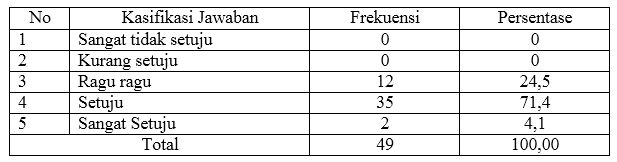 No Kasifikasi Jawaban Frekuensi Persentase
1 Sangat tidak setuju 0 0
2 Kurang setuju 0 0
3 Ragu ragu 12 24,5
4 Setuju 35 71,4
5 Sangat Setuju 2 4,1
Total 49 100,00